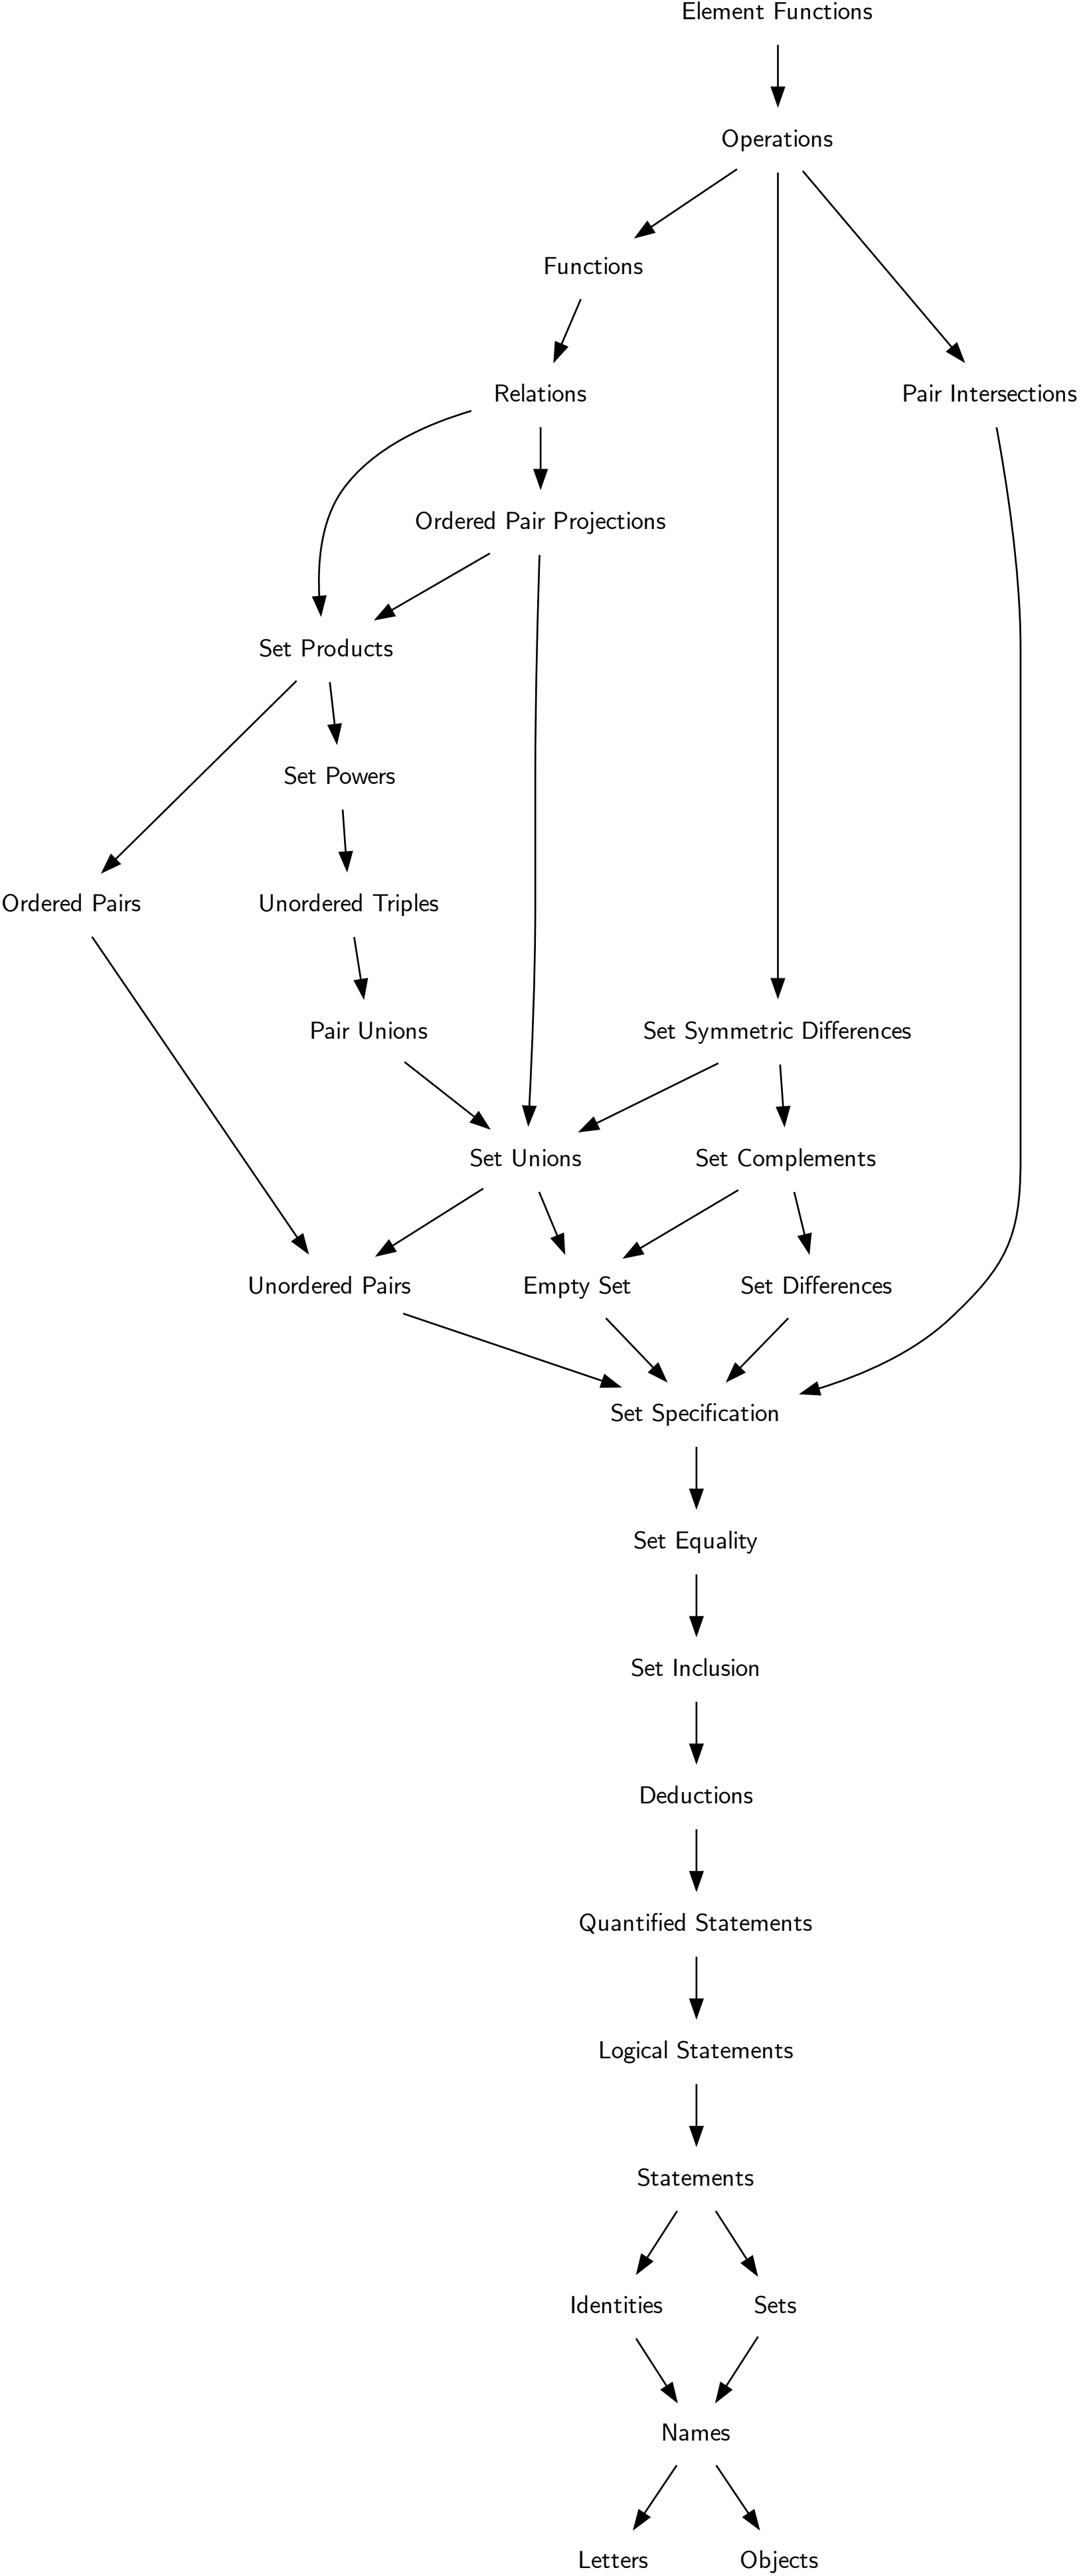 Element Functions
Operations
Functions
Relations
Pair Intersections
Ordered Pair Projections
Set Products
Set Powers
Ordered Pairs
Unordered Triples
Pair Unions
Set Symmetric Differences
Set Unions
Set Complements
Unordered Pairs
Empty Set
Set Differences
Set Specification
Set Equality
Set Inclusion
Deductions
Quantified Statements
Logical Statements
Statements
Identities
Sets
Names
Letters
Objects